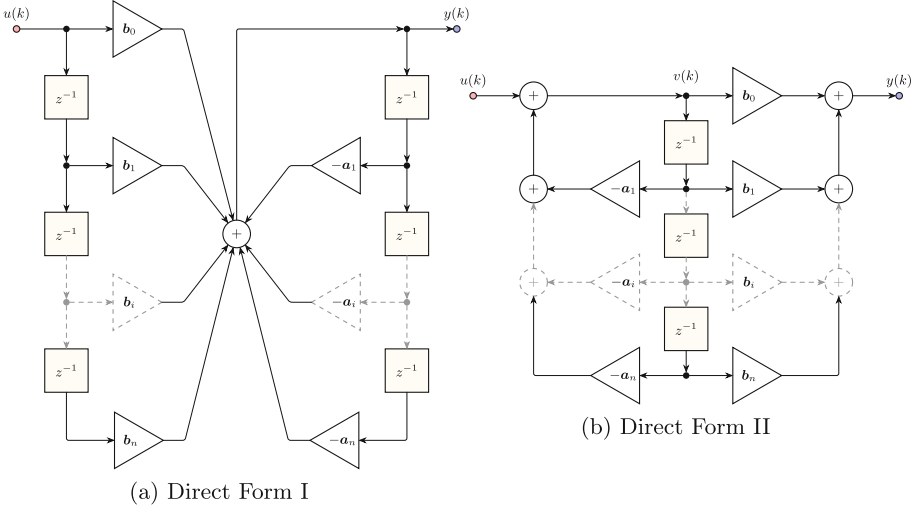 u(k)
y(k)
b₀
z⁻¹
z⁻¹
b₁
−a₁
z⁻¹
z⁻¹
+
bᵢ
−aᵢ
z⁻¹
z⁻¹
bₙ
−aₙ
(a) Direct Form I
u(k)
v(k)
y(k)
+
b₀
+
z⁻¹
+
−a₁
b₁
+
z⁻¹
+
−aᵢ
bᵢ
+
z⁻¹
−aₙ
bₙ
(b) Direct Form II